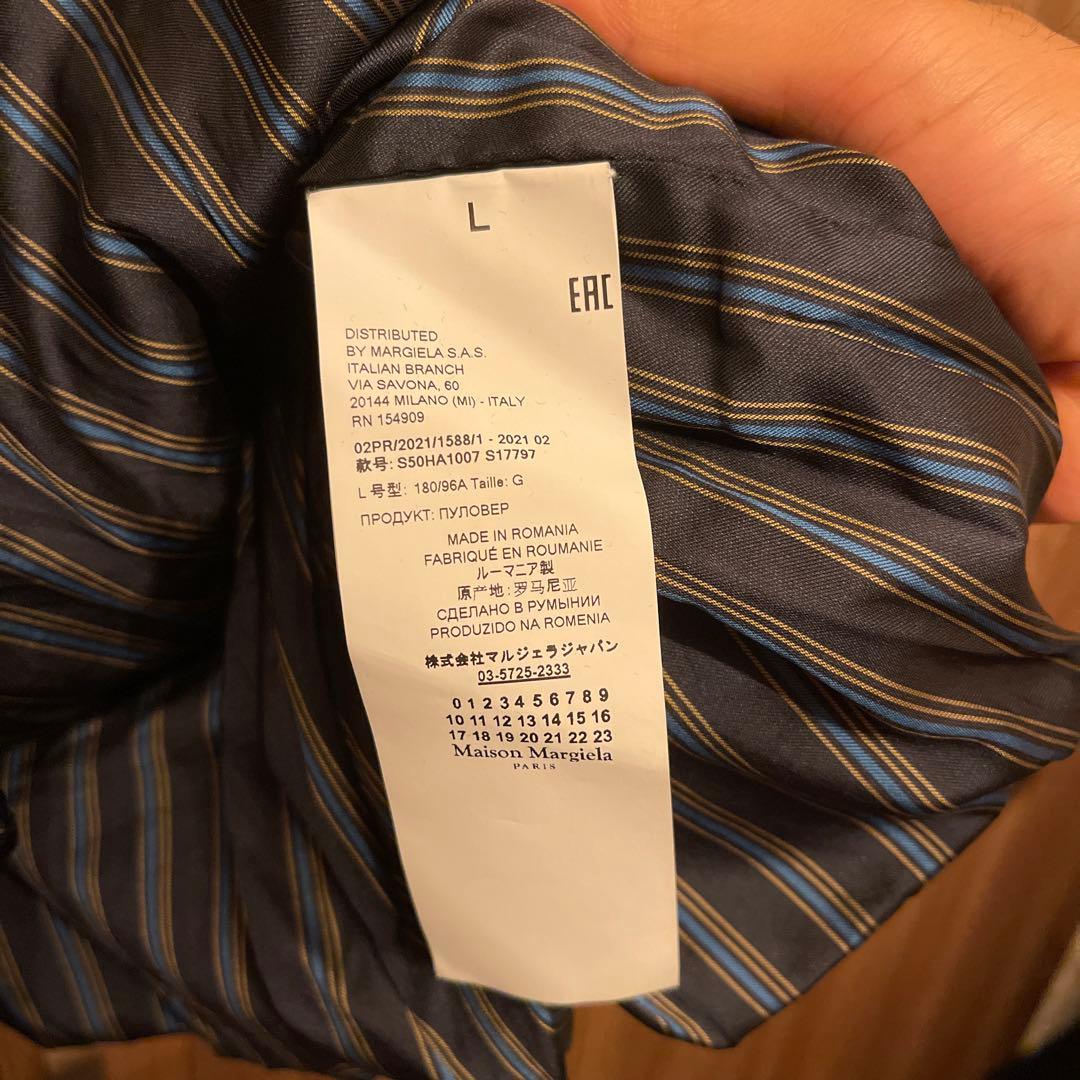 L
EAC
DISTRIBUTED
BY MARGIELA S.A.S.
ITALIAN BRANCH
VIA SAVONA, 60
20144 MILANO (MI) - ITALY
RN 154909
02PR/2021/1588/1 - 2021 02
款号: S50HA1007 S17797
L 号型: 180/96A Taille: G
ПРОДУКТ: ПУЛОВЕР
MADE IN ROMANIA
FABRIQUÉ EN ROUMANIE
ルーマニア製
原产地: 罗马尼亚
СДЕЛАНО В РУМЫНИИ
PRODUZIDO NA ROMENIA
株式会社マルジェラジャパン
03-5725-2333
0 1 2 3 4 5 6 7 8 9
10 11 12 13 14 15 16
17 18 19 20 21 22 23
Maison Margiela
PARIS